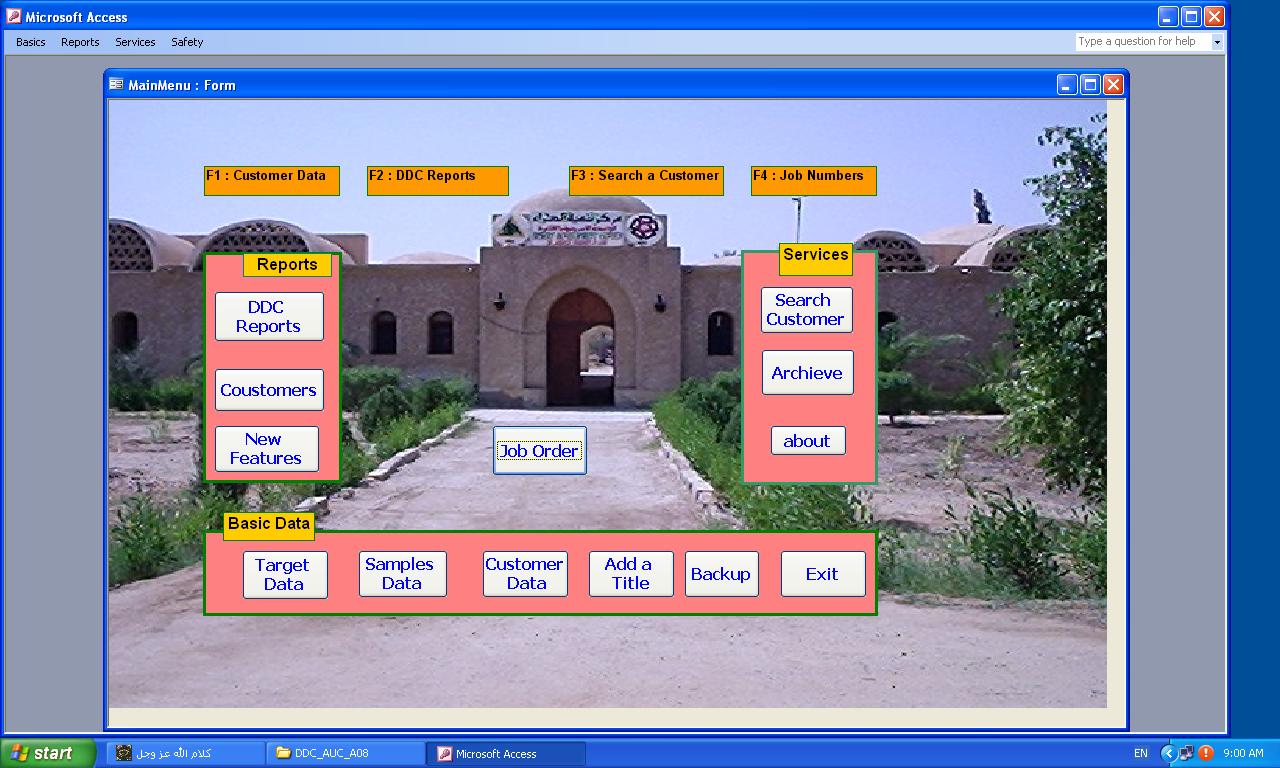 Microsoft Access
Basics Reports Services Safety
Type a question for help
MainMenu : Form
F1 : Customer Data
F2 : DDC Reports
F3 : Search a Customer
F4 : Job Numbers
Reports
DDC
Reports
Coustomers
New
Features
Job Order
Services
Search
Customer
Archieve
about
Basic Data
Target
Data
Samples
Data
Customer
Data
Add a
Title
Backup
Exit
start
كلام الله عز وجل
DDC_AUC_A08
Microsoft Access
EN
9:00 AM